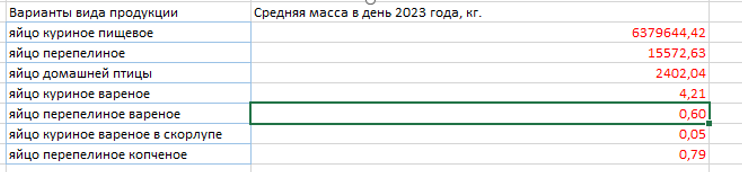 Варианты вида продукции Средняя масса в день 2023 года, кг.
яйцо куриное пищевое 6379644,42
яйцо перепелиное 15572,63
яйцо домашней птицы 2402,04
яйцо куриное вареное 4,21
яйцо перепелиное вареное 0,60
яйцо куриное вареное в скорлупе 0,05
яйцо перепелиное копченое 0,79